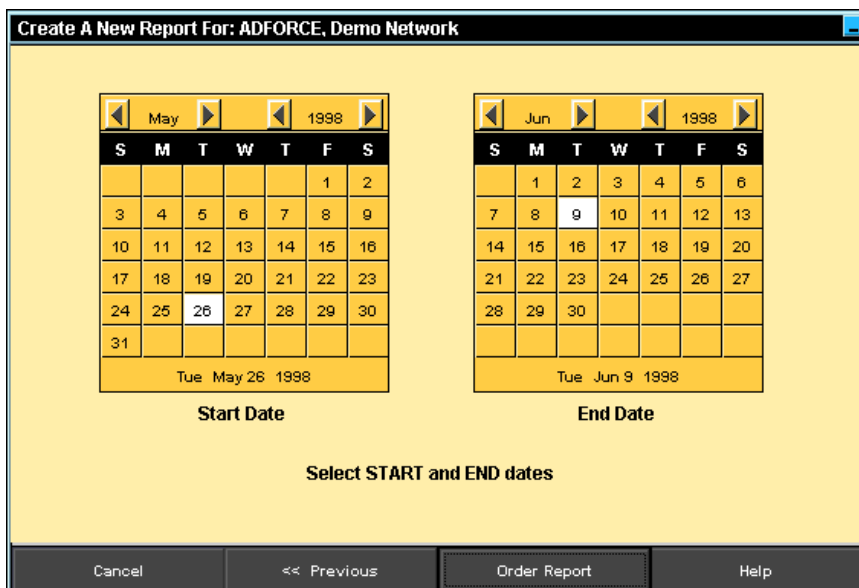 Create A New Report For: ADFORCE, Demo Network
May 1998
S M T W T F S
1 2
3 4 5 6 7 8 9
10 11 12 13 14 15 16
17 18 19 20 21 22 23
24 25 26 27 28 29 30
31
Tue May 26 1998
Start Date
Jun 1998
S M T W T F S
1 2 3 4 5 6
7 8 9 10 11 12 13
14 15 16 17 18 19 20
21 22 23 24 25 26 27
28 29 30
Tue Jun 9 1998
End Date
Select START and END dates
Cancel
<< Previous
Order Report
Help